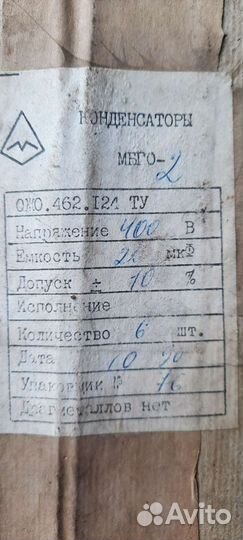 КОНДЕНСАТОРЫ
МБГО-2
ОЖО.462.124 ТУ
Напряжение 400 В
Емкость мкФ
Допуск ± 10 %
Исполнение
Количество 6 шт.
Дата 10 90
Упаковщик № 16
Драгметаллов нет
Avito